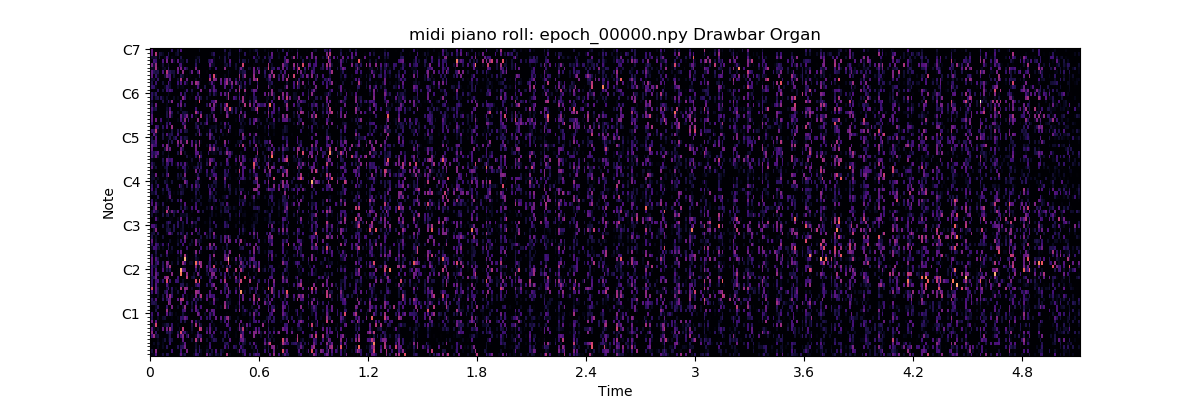 midi piano roll: epoch_00000.npy Drawbar Organ
C7
C6
C5
C4
C3
C2
C1
Note
0 0.6 1.2 1.8 2.4 3 3.6 4.2 4.8
Time